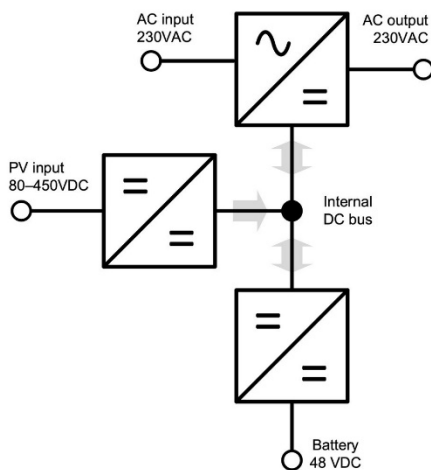 AC input
230VAC
AC output
230VAC
PV input
80–450VDC
Internal
DC bus
Battery
48 VDC